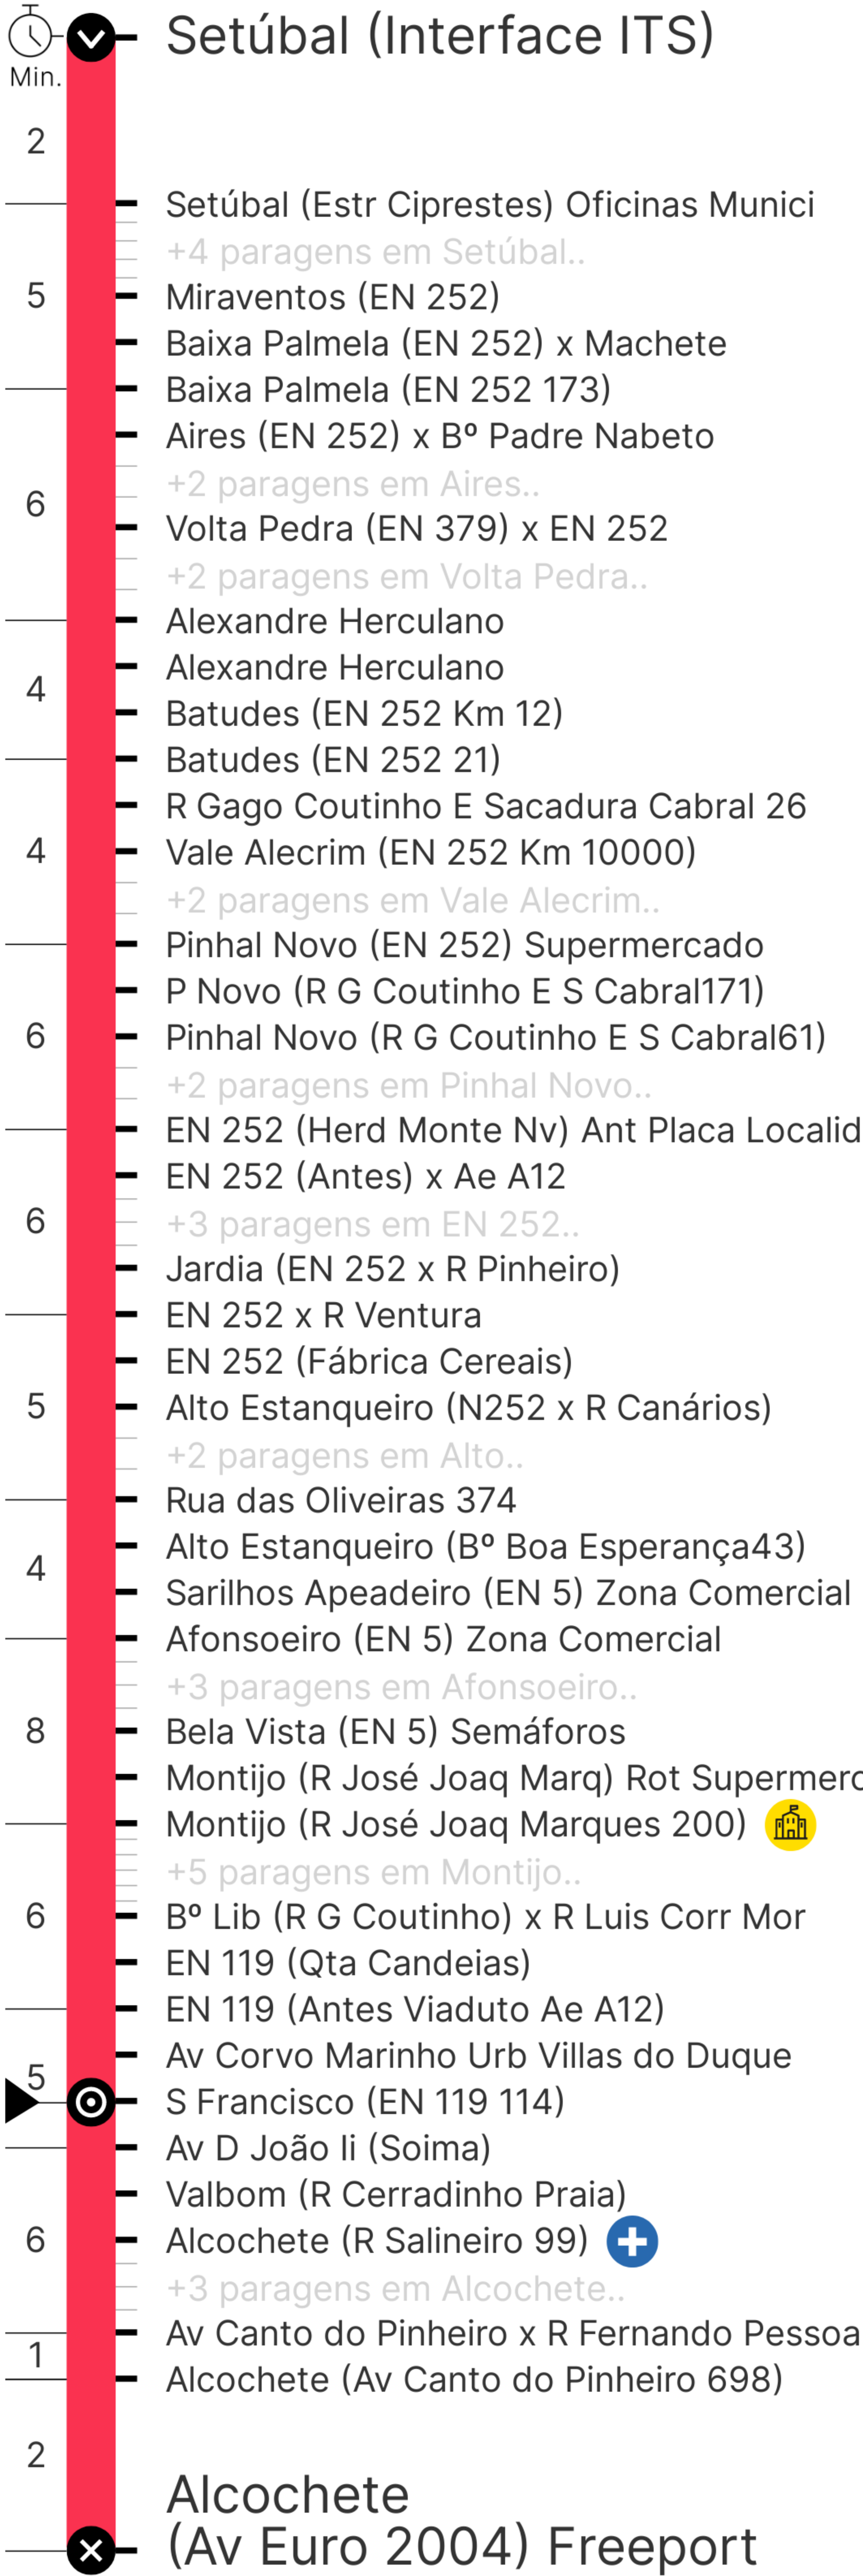 Setúbal (Interface ITS)
Min.
2
Setúbal (Estr Ciprestes) Oficinas Munici
+4 paragens em Setúbal..
5
Miraventos (EN 252)
Baixa Palmela (EN 252) x Machete
Baixa Palmela (EN 252 173)
Aires (EN 252) x Bº Padre Nabeto
+2 paragens em Aires..
6
Volta Pedra (EN 379) x EN 252
+2 paragens em Volta Pedra..
Alexandre Herculano
Alexandre Herculano
4
Batudes (EN 252 Km 12)
Batudes (EN 252 21)
R Gago Coutinho E Sacadura Cabral 26
4
Vale Alecrim (EN 252 Km 10000)
+2 paragens em Vale Alecrim..
Pinhal Novo (EN 252) Supermercado
P Novo (R G Coutinho E S Cabral171)
6
Pinhal Novo (R G Coutinho E S Cabral61)
+2 paragens em Pinhal Novo..
EN 252 (Herd Monte Nv) Ant Placa Localid
EN 252 (Antes) x Ae A12
6
+3 paragens em EN 252..
Jardia (EN 252 x R Pinheiro)
EN 252 x R Ventura
EN 252 (Fábrica Cereais)
5
Alto Estanqueiro (N252 x R Canários)
+2 paragens em Alto..
Rua das Oliveiras 374
Alto Estanqueiro (Bº Boa Esperança43)
4
Sarilhos Apeadeiro (EN 5) Zona Comercial
Afonsoeiro (EN 5) Zona Comercial
+3 paragens em Afonsoeiro..
8
Bela Vista (EN 5) Semáforos
Montijo (R José Joaq Marq) Rot Supermerc
Montijo (R José Joaq Marques 200)
+5 paragens em Montijo..
6
Bº Lib (R G Coutinho) x R Luis Corr Mor
EN 119 (Qta Candeias)
EN 119 (Antes Viaduto Ae A12)
Av Corvo Marinho Urb Villas do Duque
5
S Francisco (EN 119 114)
Av D João Ii (Soima)
Valbom (R Cerradinho Praia)
6
Alcochete (R Salineiro 99)
+3 paragens em Alcochete..
Av Canto do Pinheiro x R Fernando Pessoa
1
Alcochete (Av Canto do Pinheiro 698)
2
Alcochete
(Av Euro 2004) Freeport